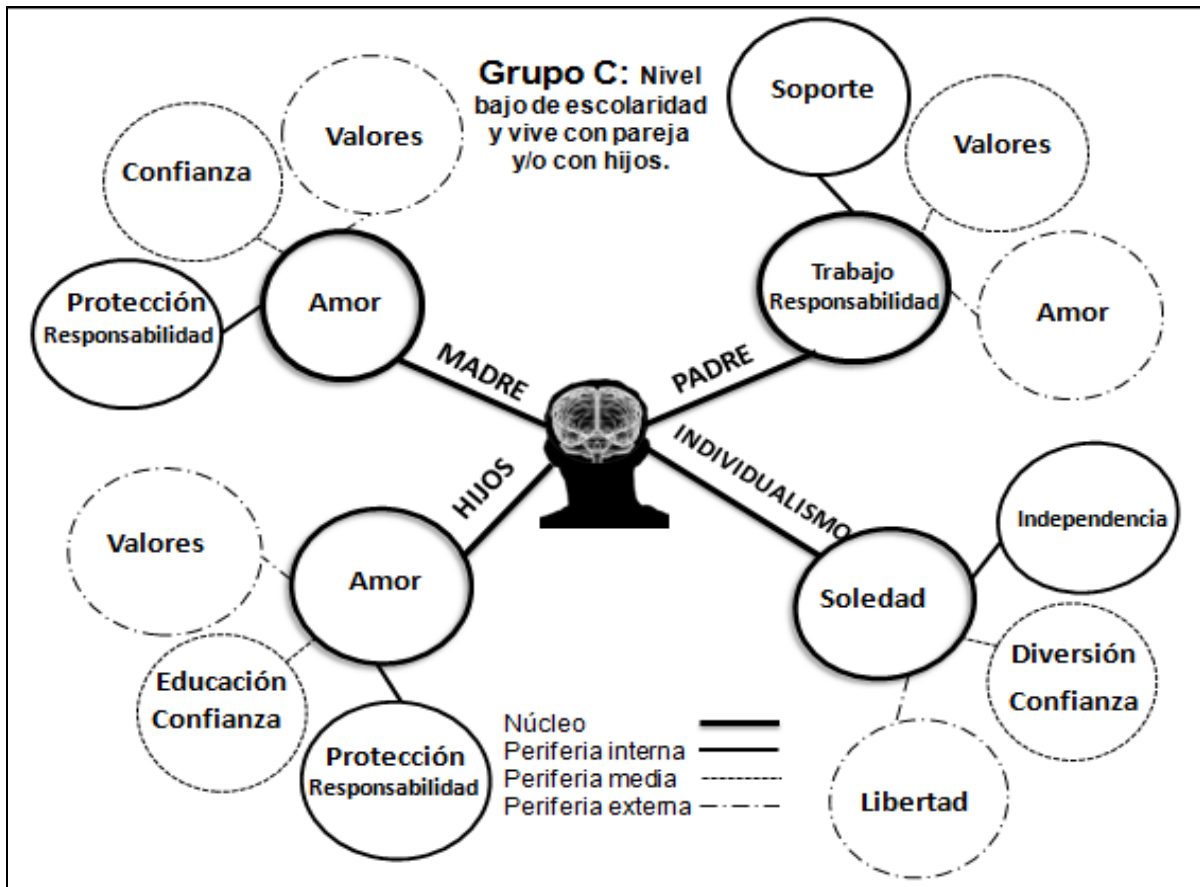 Grupo C: Nivel
bajo de escolaridad
y vive con pareja
y/o con hijos.
Valores
Confianza
Protección
Responsabilidad
Amor
MADRE
Soporte
Valores
Trabajo
Responsabilidad
Amor
PADRE
HIJOS
Valores
Amor
Educación
Confianza
Protección
Responsabilidad
INDIVIDUALISMO
Independencia
Soledad
Diversión
Confianza
Libertad
Núcleo
Periferia interna
Periferia media
Periferia externa